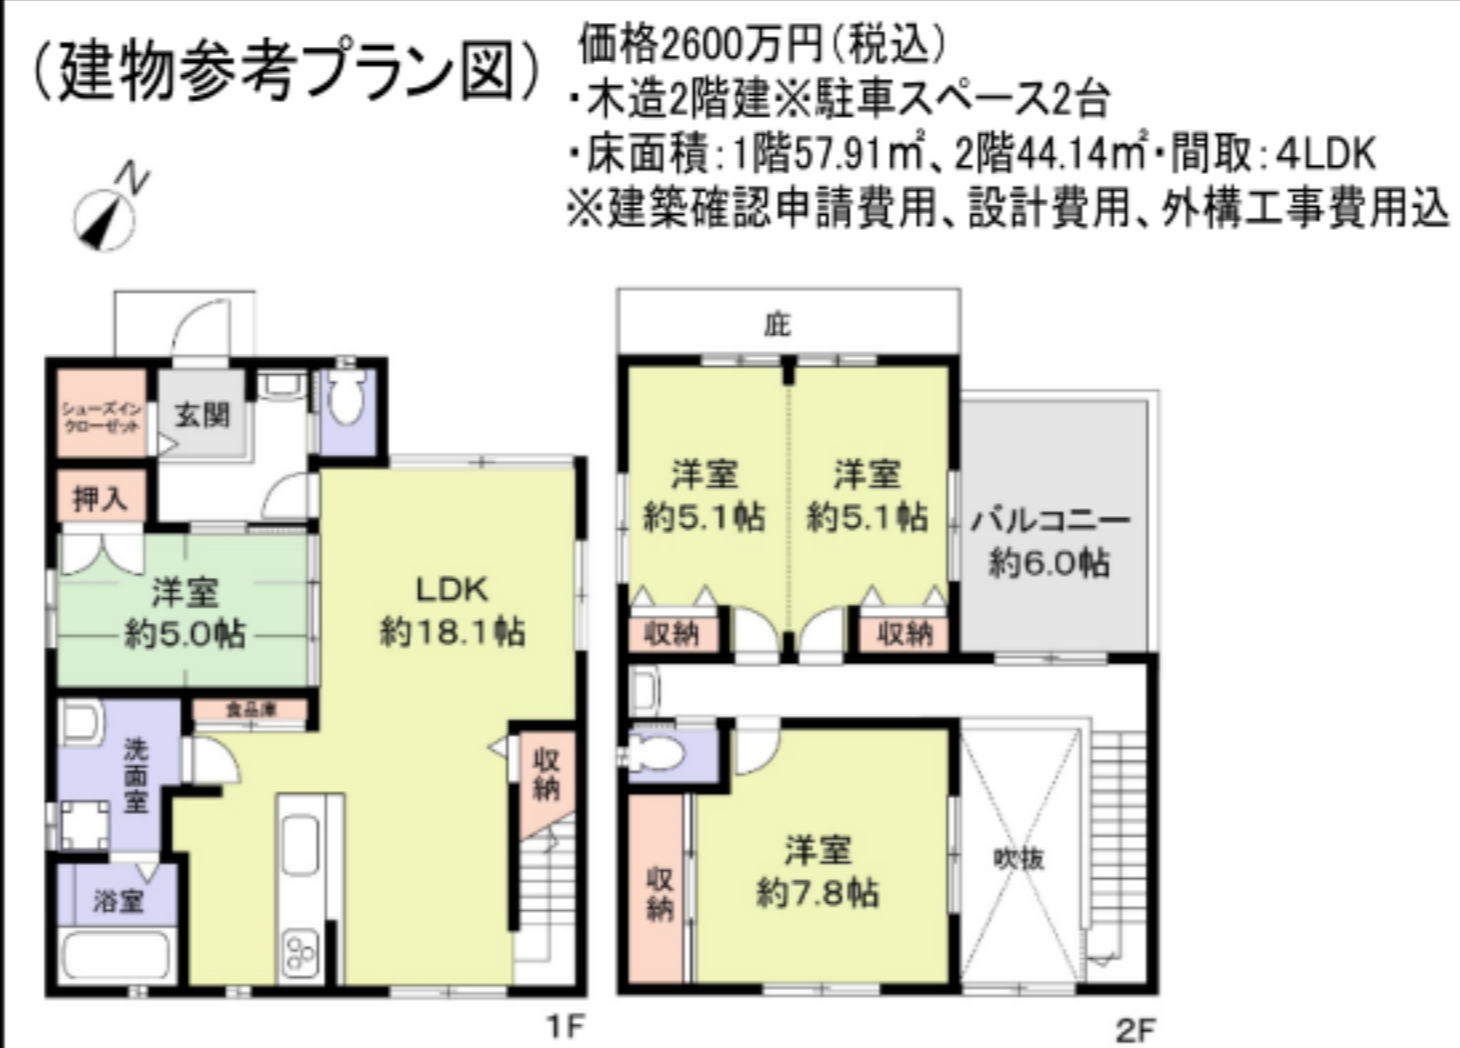 （建物参考プラン図）
価格2600万円（税込）
・木造2階建※駐車スペース2台
・床面積：1階57.91㎡、2階44.14㎡・間取：4LDK
※建築確認申請費用、設計費用、外構工事費用込
N
シューズイン
クローゼット
玄関
押入
洋室
約5.0帖
LDK
約18.1帖
食品庫
洗面室
収納
浴室
1F
庇
洋室
約5.1帖
洋室
約5.1帖
バルコニー
約6.0帖
収納
収納
洋室
約7.8帖
収納
吹抜
2F